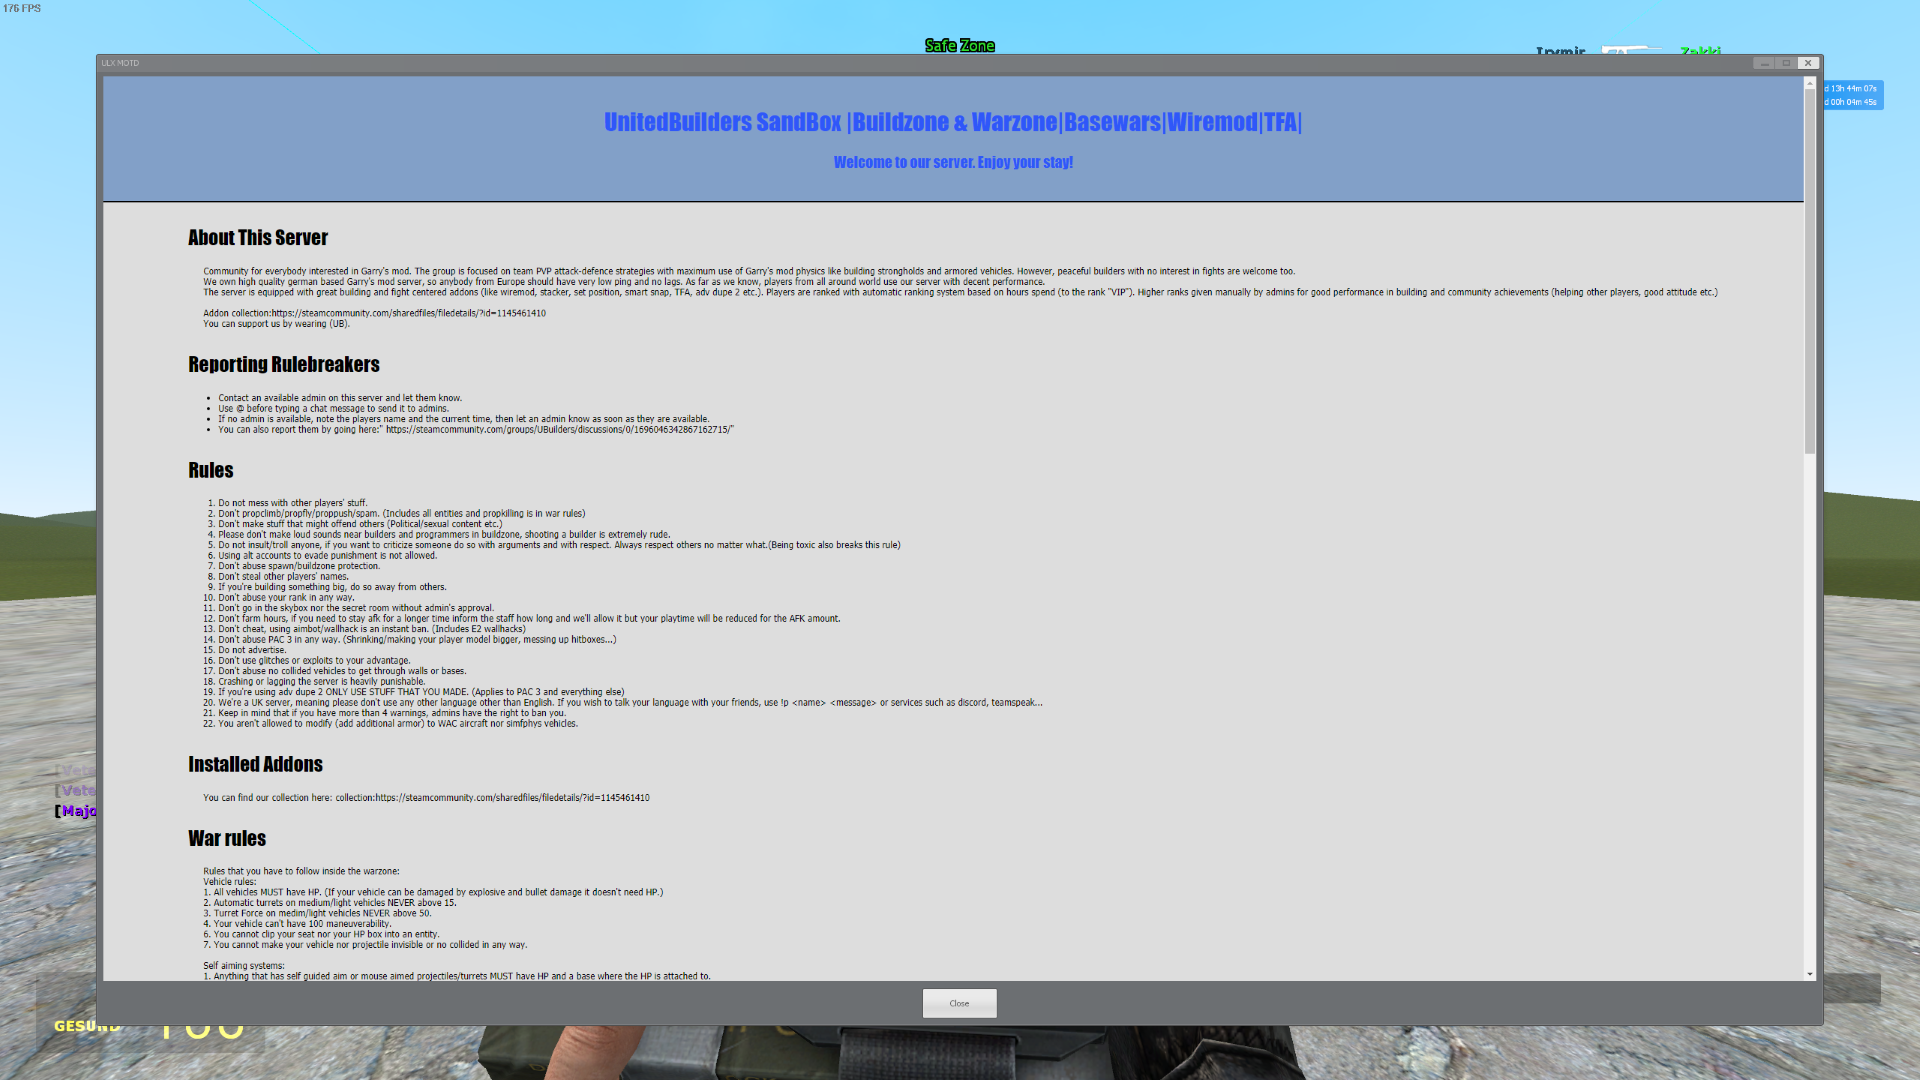 176 FPS
Safe Zone
Zakki
ULX MOTD
d 13h 44m 07s
d 00h 04m 45s
UnitedBuilders SandBox |Buildzone & Warzone|Basewars|Wiremod|TFA|
Welcome to our server. Enjoy your stay!
About This Server
Community for everybody interested in Garry's mod. The group is focused on team PVP attack-defence strategies with maximum use of Garry's mod physics like building strongholds and armored vehicles. However, peaceful builders with no interest in fights are welcome too.
We own high quality german based Garry's mod server, so anybody from Europe should have very low ping and no lags. As far as we know, players from all around world use our server with decent performance.
The server is equipped with great building and fight centered addons (like wiremod, stacker, set position, smart snap, TFA, adv dupe 2 etc.). Players are ranked with automatic ranking system based on hours spend (to the rank "VIP"). Higher ranks given manually by admins for good performance in building and community achievements (helping other players, good attitude etc.)
Addon collection:https://steamcommunity.com/sharedfiles/filedetails/?id=1145461410
You can support us by wearing (UB).
Reporting Rulebreakers
• Contact an available admin on this server and let them know.
• Use @ before typing a chat message to send it to admins.
• If no admin is available, note the players name and the current time, then let an admin know as soon as they are available.
• You can also report them by going here:" https://steamcommunity.com/groups/UBuilders/discussions/0/1696046342867162715/"
Rules
1. Do not mess with other players' stuff.
2. Don't propclimb/propfly/proppush/spam. (Includes all entities and propkilling is in war rules)
3. Don't make stuff that might offend others (Political/sexual content etc.)
4. Please don't make loud sounds near builders and programmers in buildzone, shooting a builder is extremely rude.
5. Do not insult/troll anyone, if you want to criticize someone do so with arguments and with respect. Always respect others no matter what.(Being toxic also breaks this rule)
6. Using alt accounts to evade punishment is not allowed.
7. Don't abuse spawn/buildzone protection.
8. Don't steal other players' names.
9. If you're building something big, do so away from others.
10. Don't abuse your rank in any way.
11. Don't go in the skybox nor the secret room without admin's approval.
12. Don't farm hours, if you need to stay afk for a longer time inform the staff how long and we'll allow it but your playtime will be reduced for the AFK amount.
13. Don't cheat, using aimbot/wallhack is an instant ban. (Includes E2 wallhacks)
14. Don't abuse PAC 3 in any way. (Shrinking/making your player model bigger, messing up hitboxes...)
15. Do not advertise.
16. Don't use glitches or exploits to your advantage.
17. Don't abuse no collided vehicles to get through walls or bases.
18. Crashing or lagging the server is heavily punishable.
19. If you're using adv dupe 2 ONLY USE STUFF THAT YOU MADE. (Applies to PAC 3 and everything else)
20. We're a UK server, meaning please don't use any other language other than English. If you wish to talk your language with your friends, use !p <name> <message> or services such as discord, teamspeak...
21. Keep in mind that if you have more than 4 warnings, admins have the right to ban you.
22. You aren't allowed to modify (add additional armor) to WAC aircraft nor simfphys vehicles.
Installed Addons
You can find our collection here: collection:https://steamcommunity.com/sharedfiles/filedetails/?id=1145461410
[Vete
[Vete
[Majo
War rules
Rules that you have to follow inside the warzone:
Vehicle rules:
1. All vehicles MUST have HP. (If your vehicle can be damaged by explosive and bullet damage it doesn't need HP.)
2. Automatic turrets on medium/light vehicles NEVER above 15.
3. Turret Force on medim/light vehicles NEVER above 50.
4. Your vehicle can't have 100 maneuverability.
6. You cannot clip your seat nor your HP box into an entity.
7. You cannot make your vehicle nor projectile invisible or no collided in any way.
Self aiming systems:
1. Anything that has self guided aim or mouse aimed projectiles/turrets MUST have HP and a base where the HP is attached to.
Close
GESUND 100